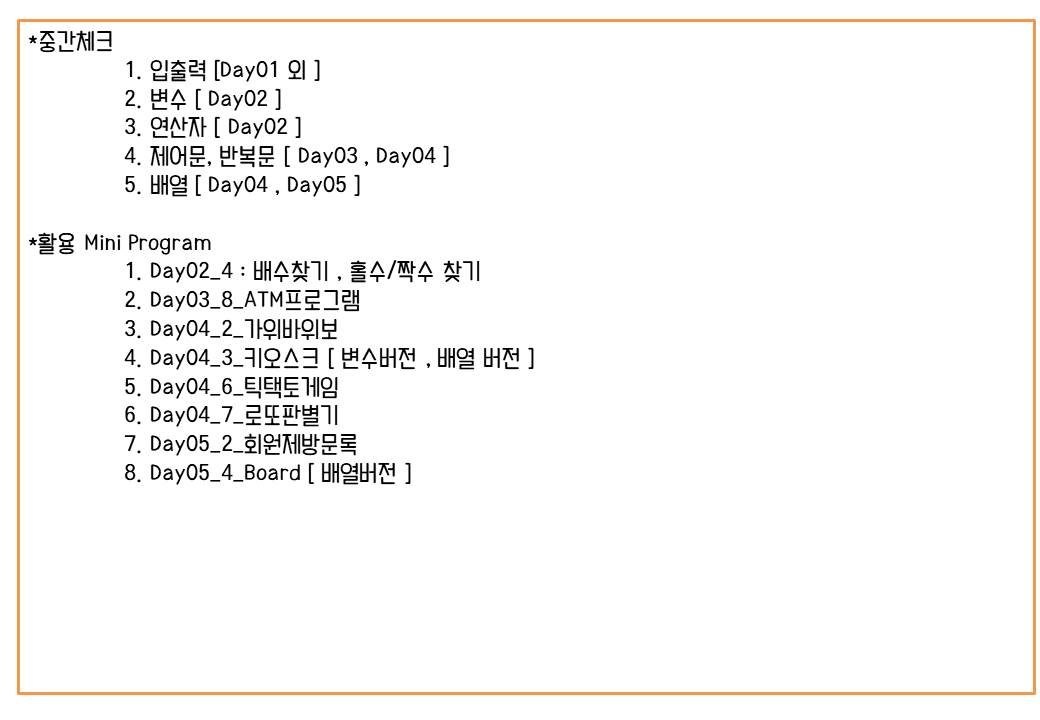 *중간체크
1. 입출력 [Day01 외 ]
2. 변수 [ Day02 ]
3. 연산자 [ Day02 ]
4. 제어문, 반복문 [ Day03 , Day04 ]
5. 배열 [ Day04 , Day05 ]
*활용 Mini Program
1. Day02_4 : 배수찾기 , 홀수/짝수 찾기
2. Day03_8_ATM프로그램
3. Day04_2_가위바위보
4. Day04_3_키오스크 [ 변수버전 , 배열 버전 ]
5. Day04_6_틱택토게임
6. Day04_7_로또판별기
7. Day05_2_회원제방문록
8. Day05_4_Board [ 배열버전 ]